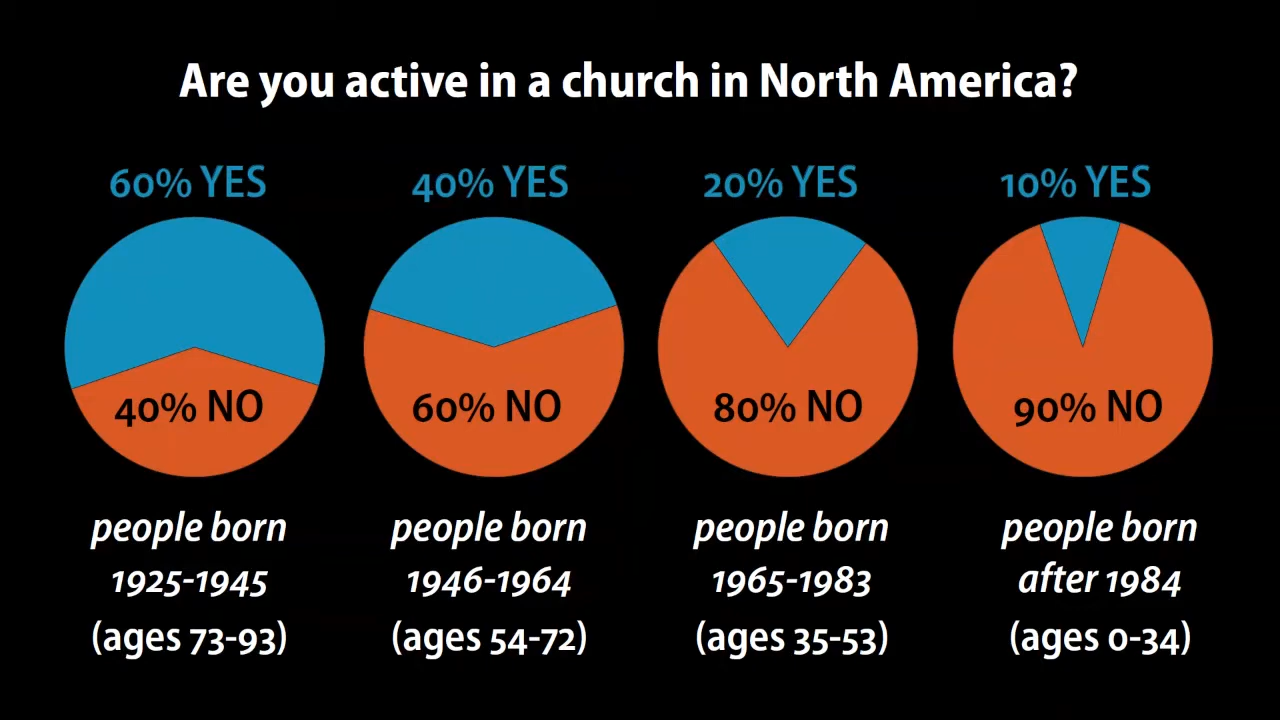 Are you active in a church in North America?
60% YES
40% YES
20% YES
10% YES
40% NO
60% NO
80% NO
90% NO
people born
1925-1945
(ages 73-93)
people born
1946-1964
(ages 54-72)
people born
1965-1983
(ages 35-53)
people born
after 1984
(ages 0-34)